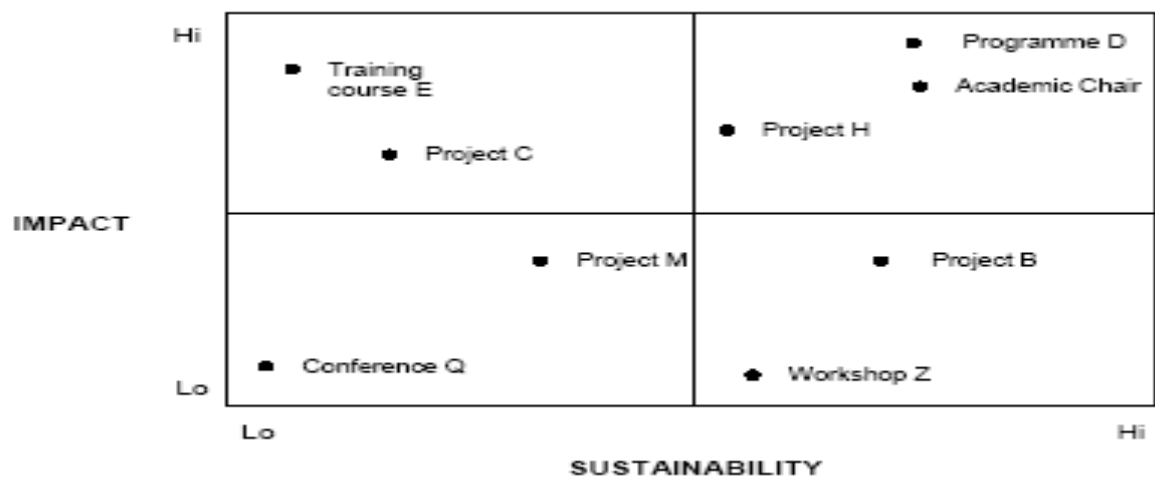 Hi
Programme D
Training
course E
Academic Chair
Project H
Project C
IMPACT
Project M
Project B
Conference Q
Workshop Z
Lo
Lo
Hi
SUSTAINABILITY